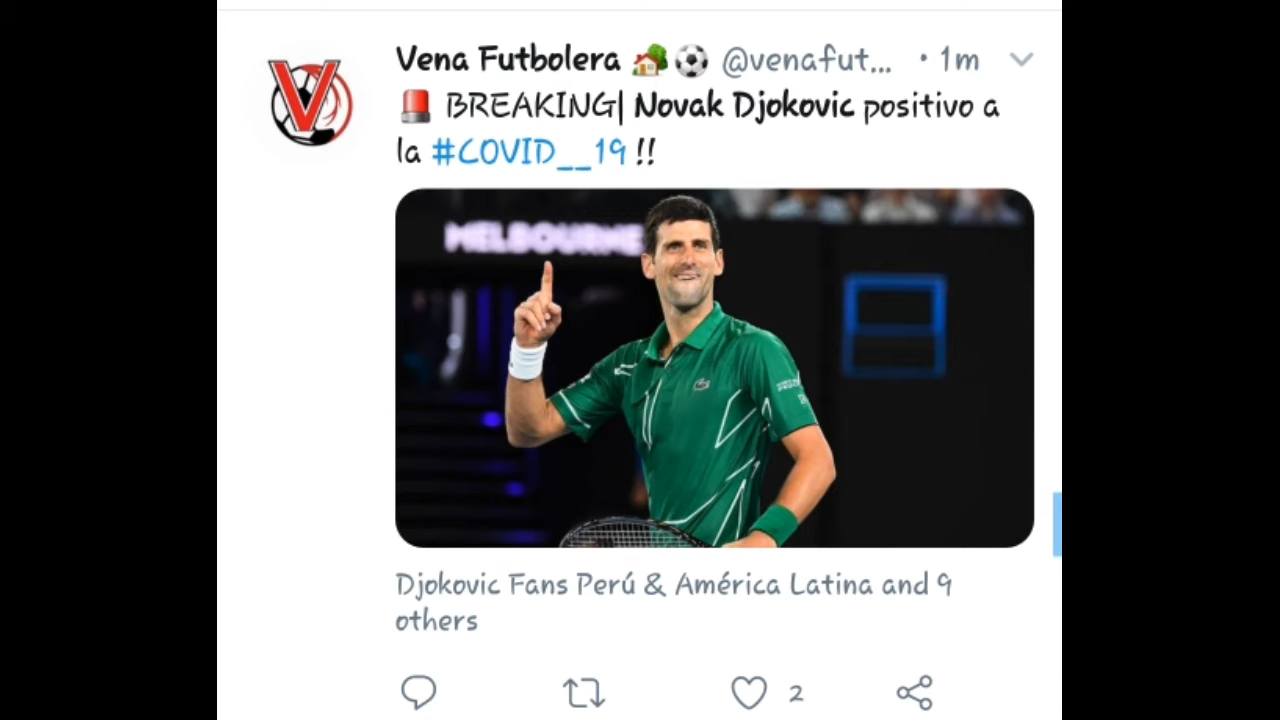 Vena Futbolera 🏡⚽ @venafut... · 1m
🚨 BREAKING| Novak Djokovic positivo a
la #COVID__19 !!
MELBOURNE
Djokovic Fans Perú & América Latina and 9
others
2